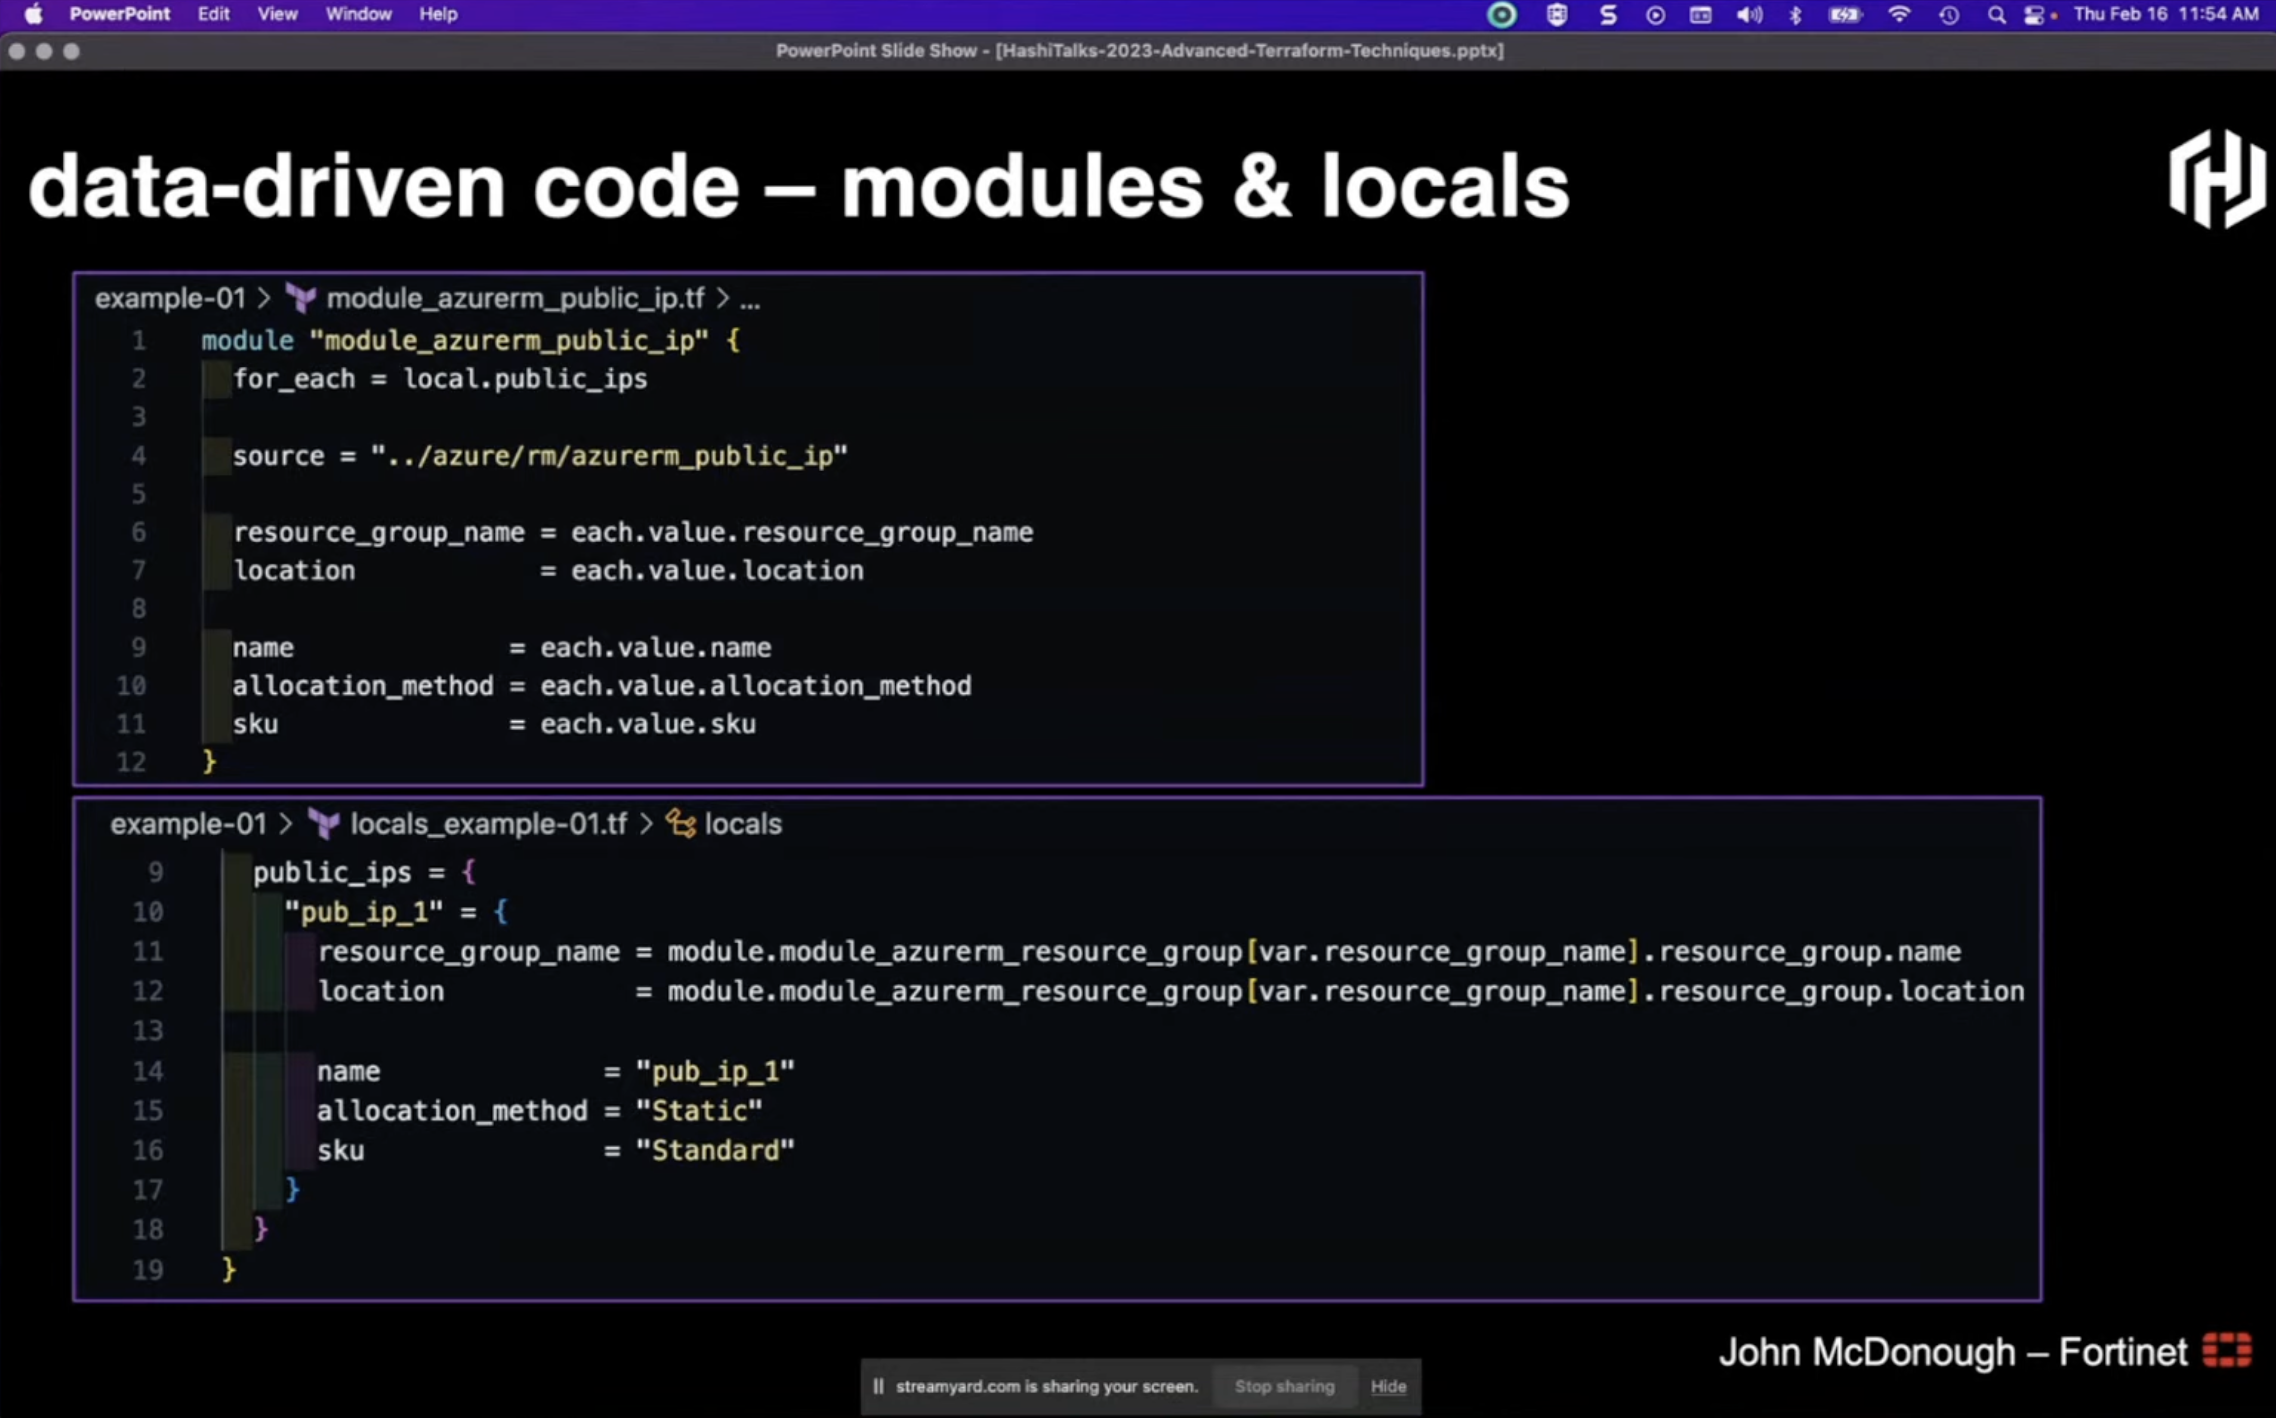 PowerPoint Edit View Window Help Thu Feb 16 11:54 AM
PowerPoint Slide Show - [HashiTalks-2023-Advanced-Terraform-Techniques.pptx]
data-driven code – modules & locals
example-01 > module_azurerm_public_ip.tf > ...
1 module "module_azurerm_public_ip" {
2 for_each = local.public_ips
3
4 source = "../azure/rm/azurerm_public_ip"
5
6 resource_group_name = each.value.resource_group_name
7 location = each.value.location
8
9 name = each.value.name
10 allocation_method = each.value.allocation_method
11 sku = each.value.sku
12 }
example-01 > locals_example-01.tf > locals
9 public_ips = {
10 "pub_ip_1" = {
11 resource_group_name = module.module_azurerm_resource_group[var.resource_group_name].resource_group.name
12 location = module.module_azurerm_resource_group[var.resource_group_name].resource_group.location
13
14 name = "pub_ip_1"
15 allocation_method = "Static"
16 sku = "Standard"
17 }
18 }
19 }
John McDonough – Fortinet
streamyard.com is sharing your screen. Stop sharing Hide